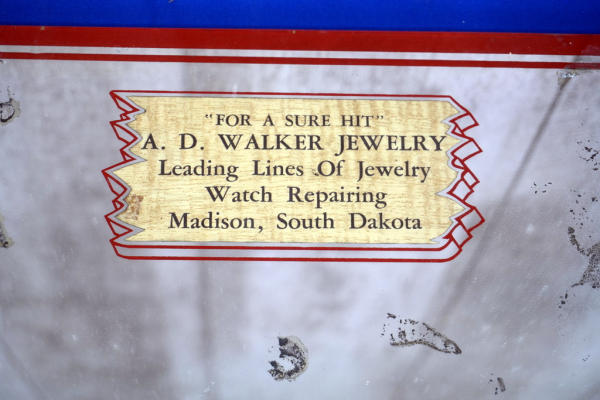 "FOR A SURE HIT"
A. D. WALKER JEWELRY
Leading Lines Of Jewelry
Watch Repairing
Madison, South Dakota